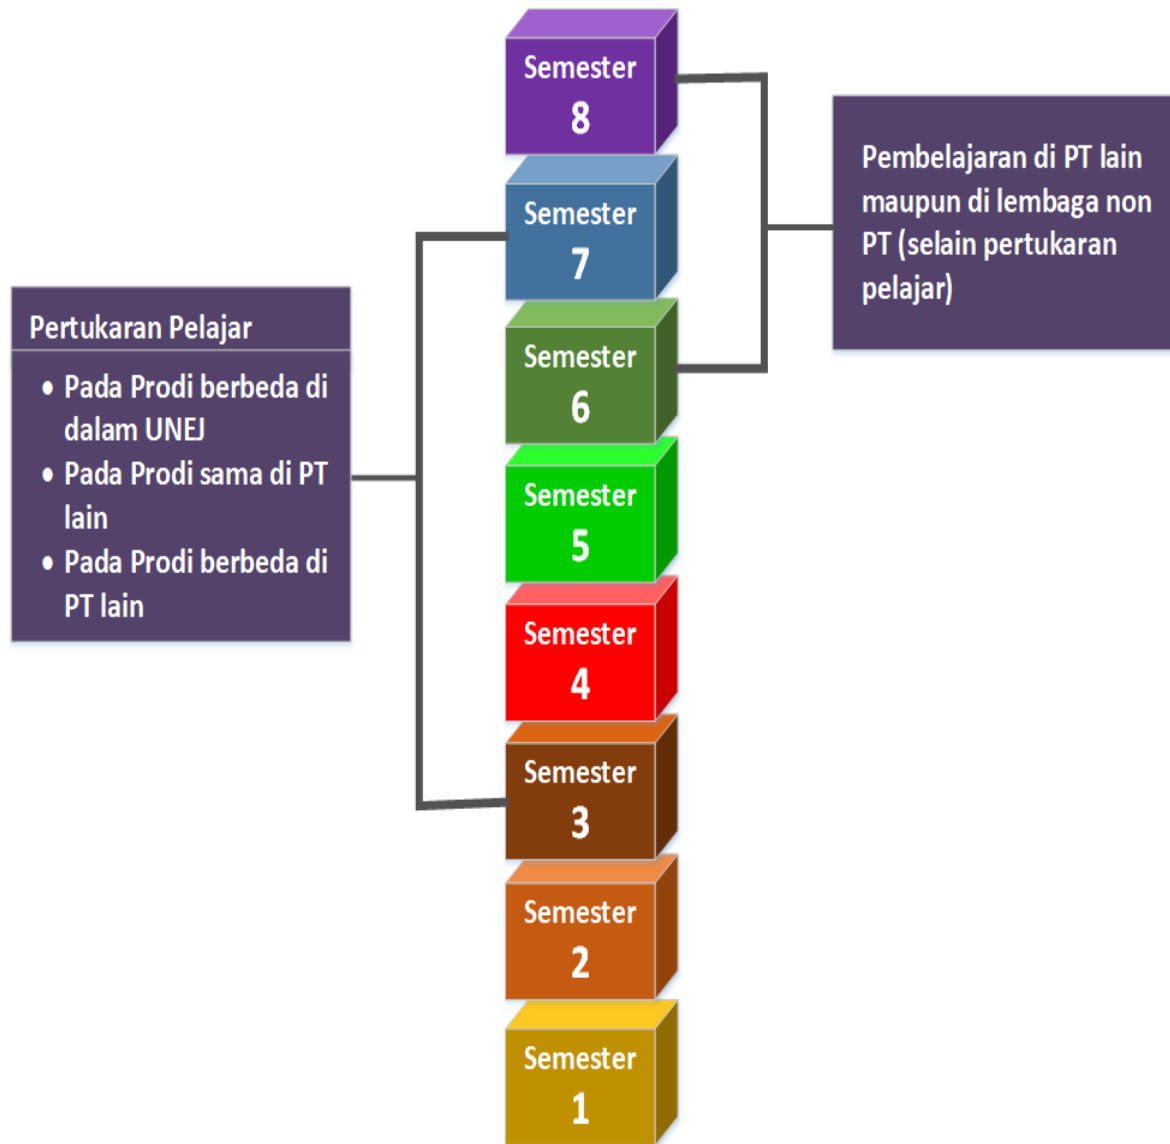 Semester
8
Pembelajaran di PT lain
maupun di lembaga non
PT (selain pertukaran
pelajar)
Semester
7
Pertukaran Pelajar
• Pada Prodi berbeda di
dalam UNEJ
• Pada Prodi sama di PT
lain
• Pada Prodi berbeda di
PT lain
Semester
6
Semester
5
Semester
4
Semester
3
Semester
2
Semester
1